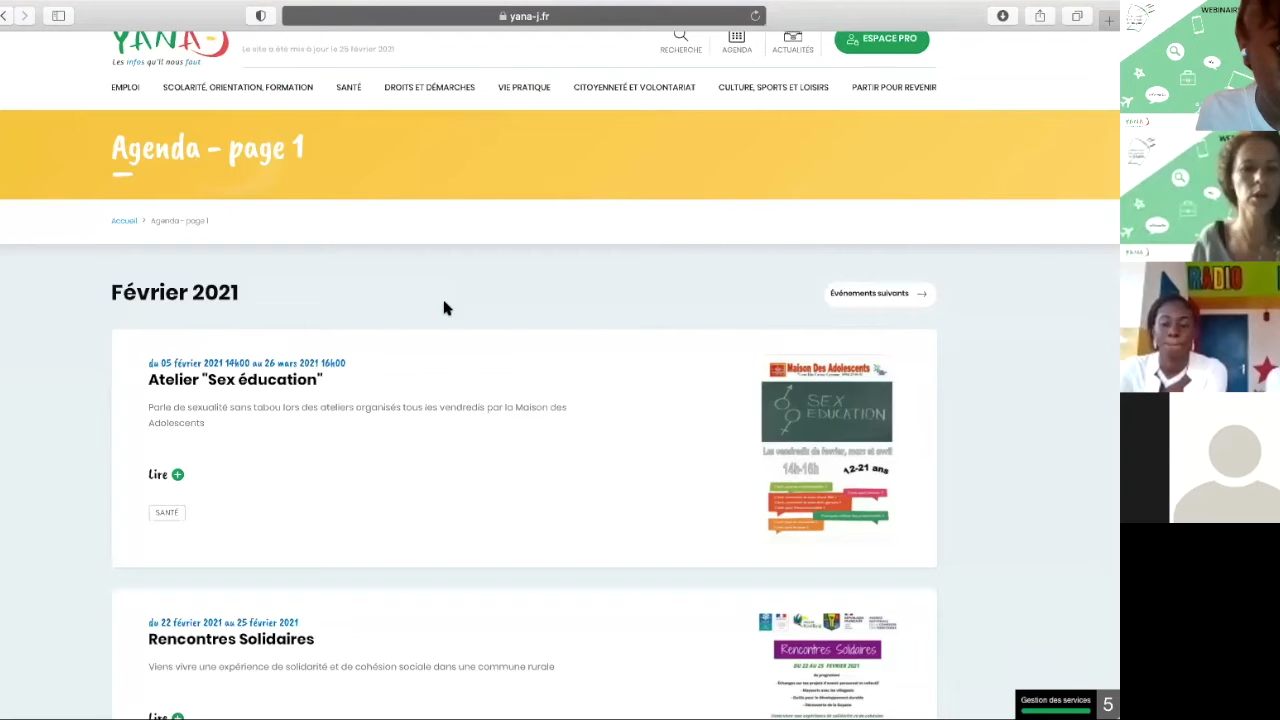 yana-j.fr
YANA
Les infos qu'il nous faut
Le site a été mis à jour le 25 février 2021
RECHERCHE
AGENDA
ACTUALITÉS
ESPACE PRO
EMPLOI
SCOLARITÉ, ORIENTATION, FORMATION
SANTÉ
DROITS ET DÉMARCHES
VIE PRATIQUE
CITOYENNETÉ ET VOLONTARIAT
CULTURE, SPORTS ET LOISIRS
PARTIR POUR REVENIR
Agenda - page 1
Accueil > Agenda - page 1
Février 2021
Événements suivants
du 05 février 2021 14h00 au 26 mars 2021 16h00
Atelier "Sex éducation"
Parle de sexualité sans tabou lors des ateliers organisés tous les vendredis par la Maison des
Adolescents
Lire
SANTÉ
Maison Des Adolescents
SEX
EDUCATION
Les vendredis de février, mars et avril
14h-16h
12-21 ans
du 22 février 2021 au 25 février 2021
Rencontres Solidaires
Viens vivre une expérience de solidarité et de cohésion sociale dans une commune rurale
Lire
Rencontres Solidaires
DU 22 AU 25 FEVRIER 2021
WEBINAIRE
WE
RADIO
Gestion des services
5